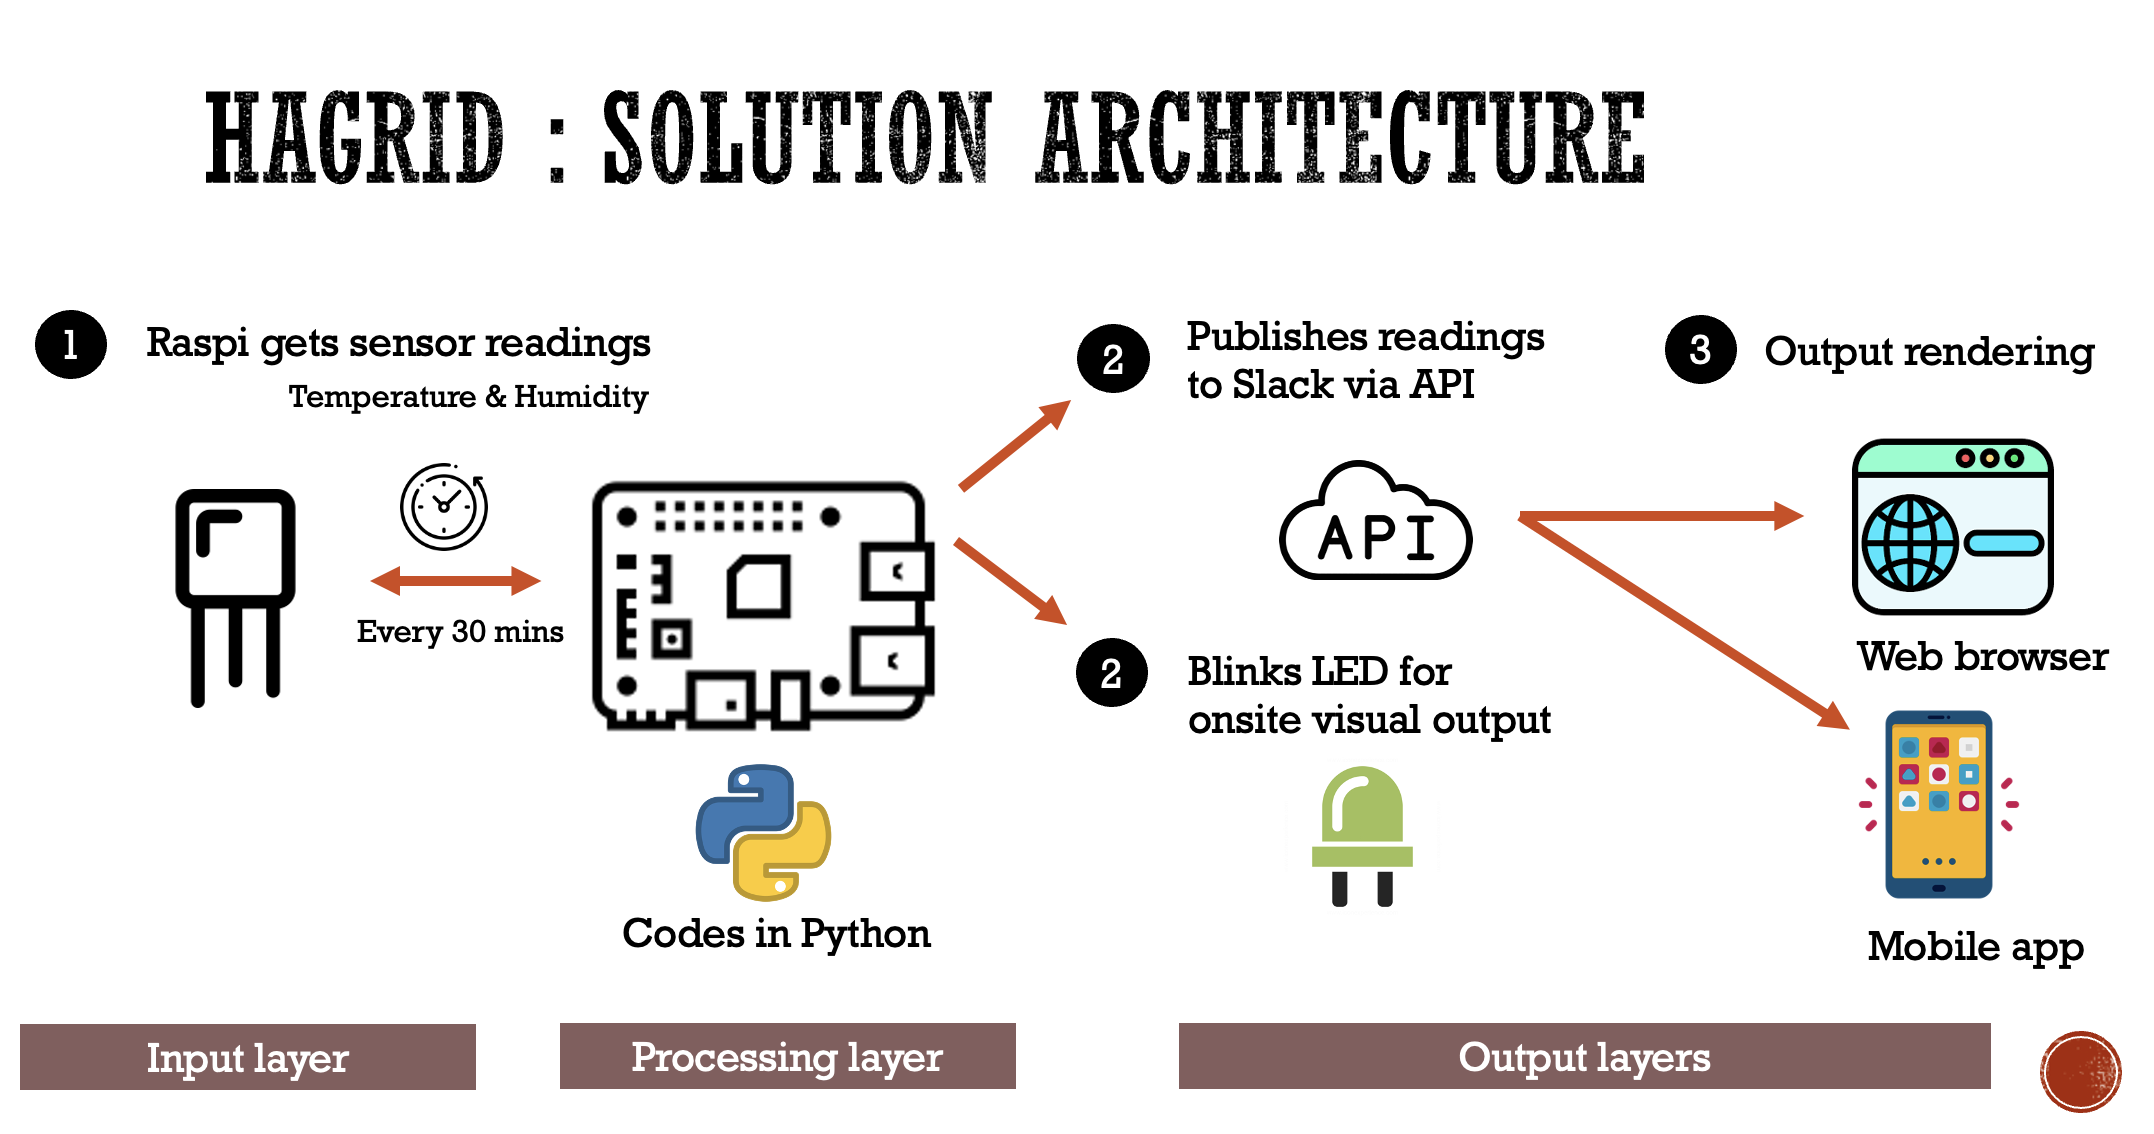 HAGRID : SOLUTION ARCHITECTURE
1
Raspi gets sensor readings
Temperature & Humidity
Every 30 mins
Codes in Python
2
Publishes readings
to Slack via API
API
2
Blinks LED for
onsite visual output
3
Output rendering
Web browser
Mobile app
Input layer
Processing layer
Output layers